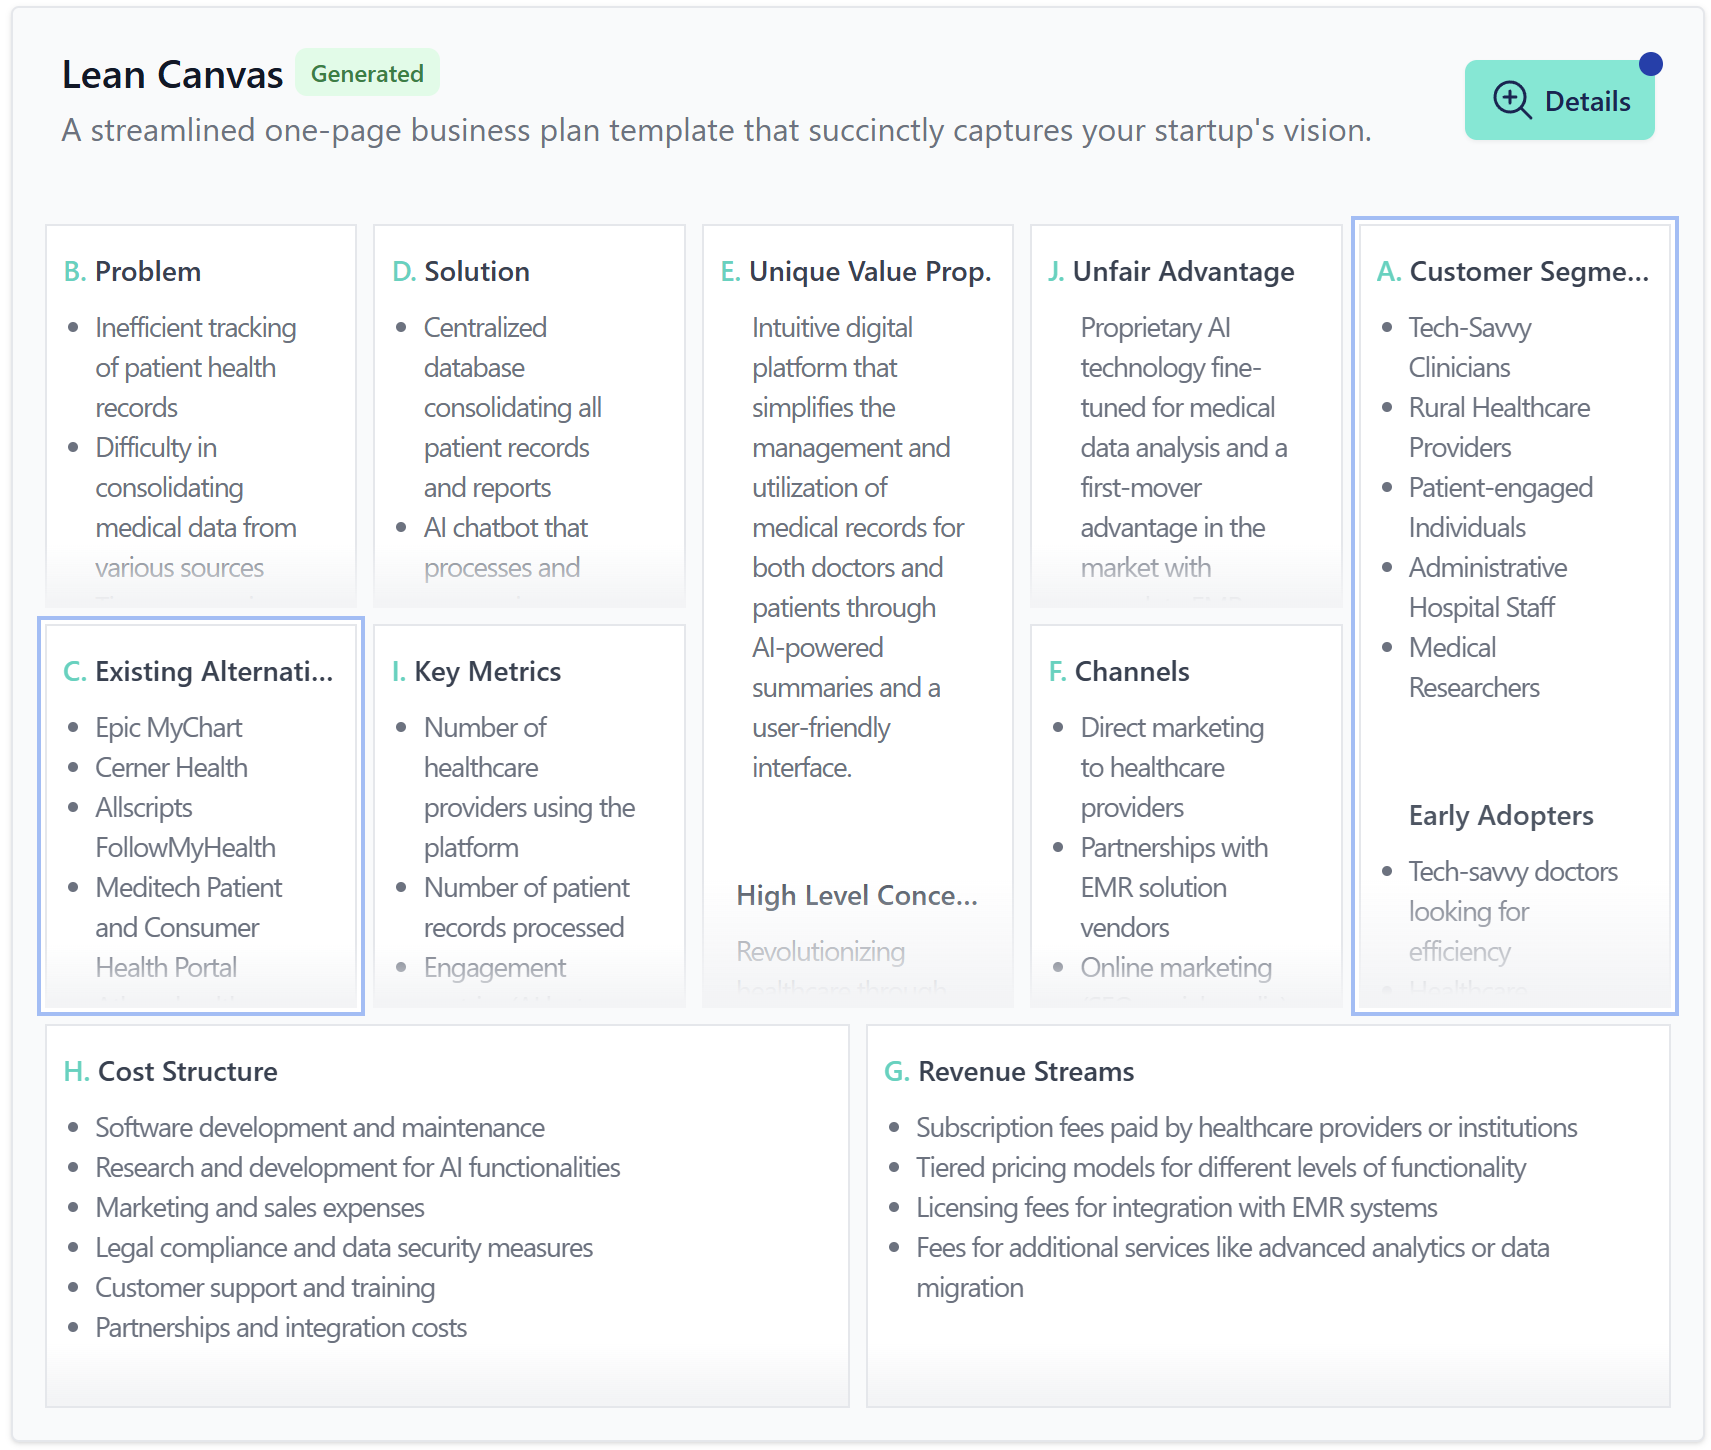 Lean Canvas
Generated
A streamlined one-page business plan template that succinctly captures your startup's vision.
Details
B. Problem
Inefficient tracking
of patient health
records
Difficulty in
consolidating
medical data from
various sources
D. Solution
Centralized
database
consolidating all
patient records
and reports
AI chatbot that
processes and
E. Unique Value Prop.
Intuitive digital
platform that
simplifies the
management and
utilization of
medical records for
both doctors and
patients through
AI-powered
summaries and a
user-friendly
interface.
High Level Conce...
Revolutionizing
healthcare through
J. Unfair Advantage
Proprietary AI
technology fine-
tuned for medical
data analysis and a
first-mover
advantage in the
market with
A. Customer Segme...
Tech-Savvy
Clinicians
Rural Healthcare
Providers
Patient-engaged
Individuals
Administrative
Hospital Staff
Medical
Researchers
Early Adopters
Tech-savvy doctors
looking for
efficiency
Healthcare
C. Existing Alternati...
Epic MyChart
Cerner Health
Allscripts
FollowMyHealth
Meditech Patient
and Consumer
Health Portal
I. Key Metrics
Number of
healthcare
providers using the
platform
Number of patient
records processed
Engagement
F. Channels
Direct marketing
to healthcare
providers
Partnerships with
EMR solution
vendors
Online marketing
H. Cost Structure
Software development and maintenance
Research and development for AI functionalities
Marketing and sales expenses
Legal compliance and data security measures
Customer support and training
Partnerships and integration costs
G. Revenue Streams
Subscription fees paid by healthcare providers or institutions
Tiered pricing models for different levels of functionality
Licensing fees for integration with EMR systems
Fees for additional services like advanced analytics or data
migration